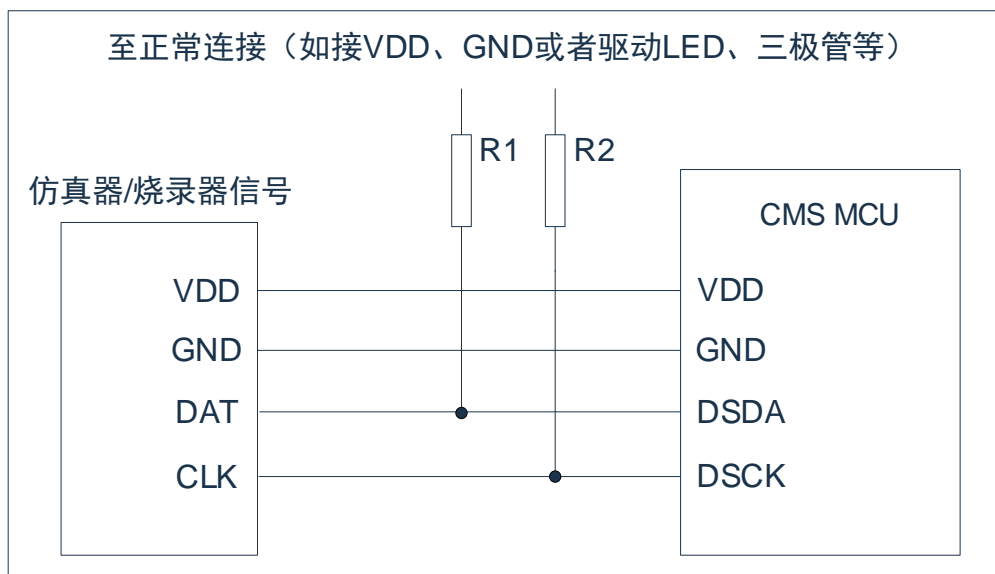 至正常连接（如接VDD、GND或者驱动LED、三极管等）
R1
R2
仿真器/烧录器信号
CMS MCU
VDD
VDD
GND
GND
DAT
DSDA
CLK
DSCK